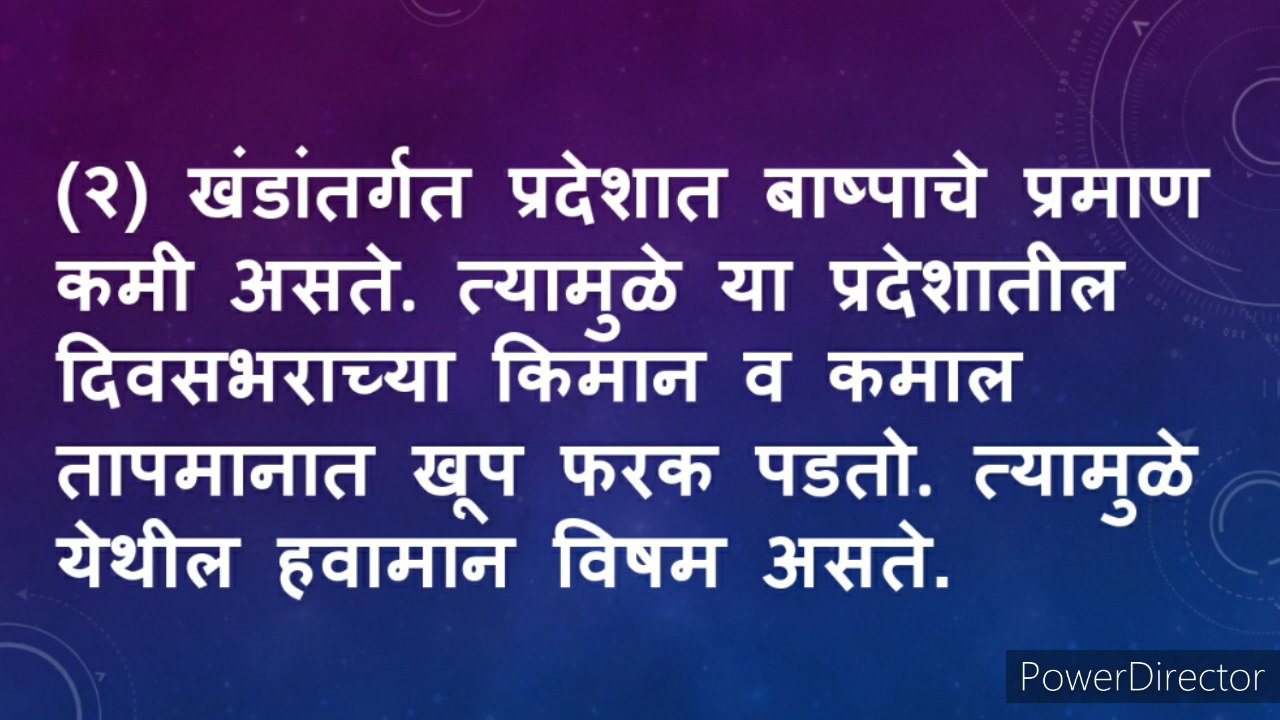 (२) खंडांतर्गत प्रदेशात बाष्पाचे प्रमाण
कमी असते. त्यामुळे या प्रदेशातील
दिवसभराच्या किमान व कमाल
तापमानात खूप फरक पडतो. त्यामुळे
येथील हवामान विषम असते.
PowerDirector